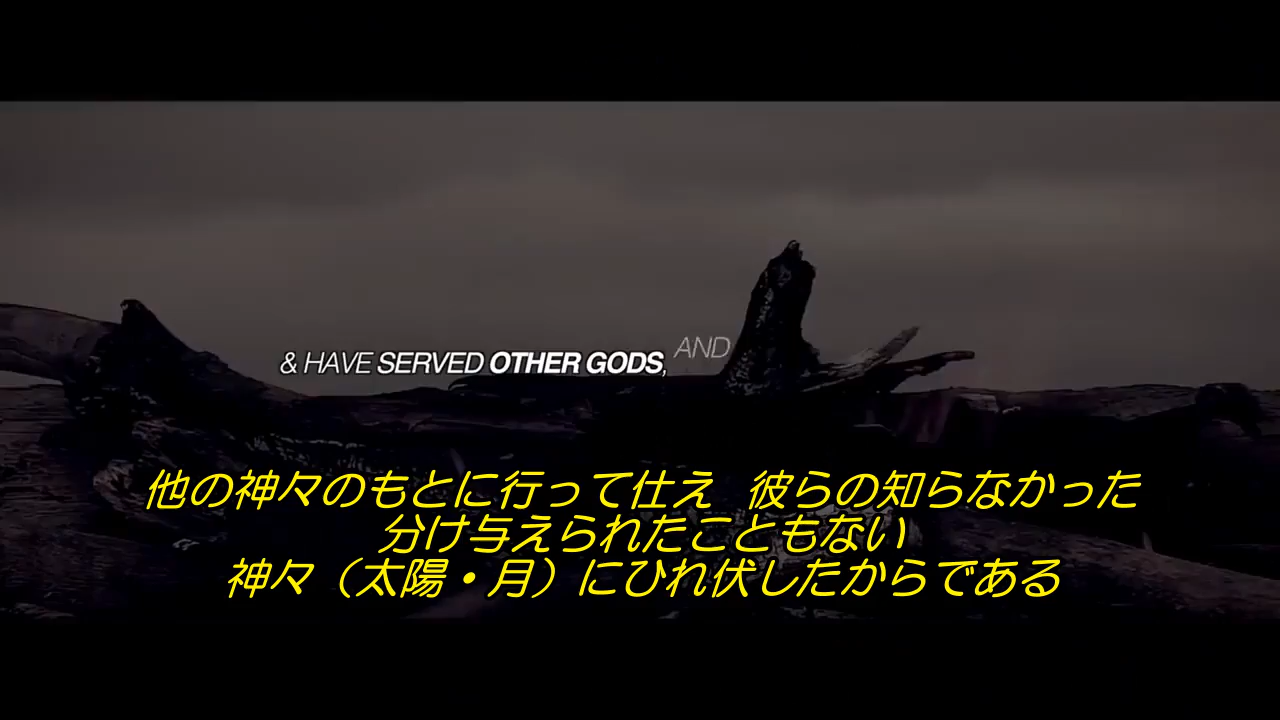 & HAVE SERVED OTHER GODS, AND
他の神々のもとに行って仕え 彼らの知らなかった
分け与えられたこともない
神々（太陽・月）にひれ伏したからである